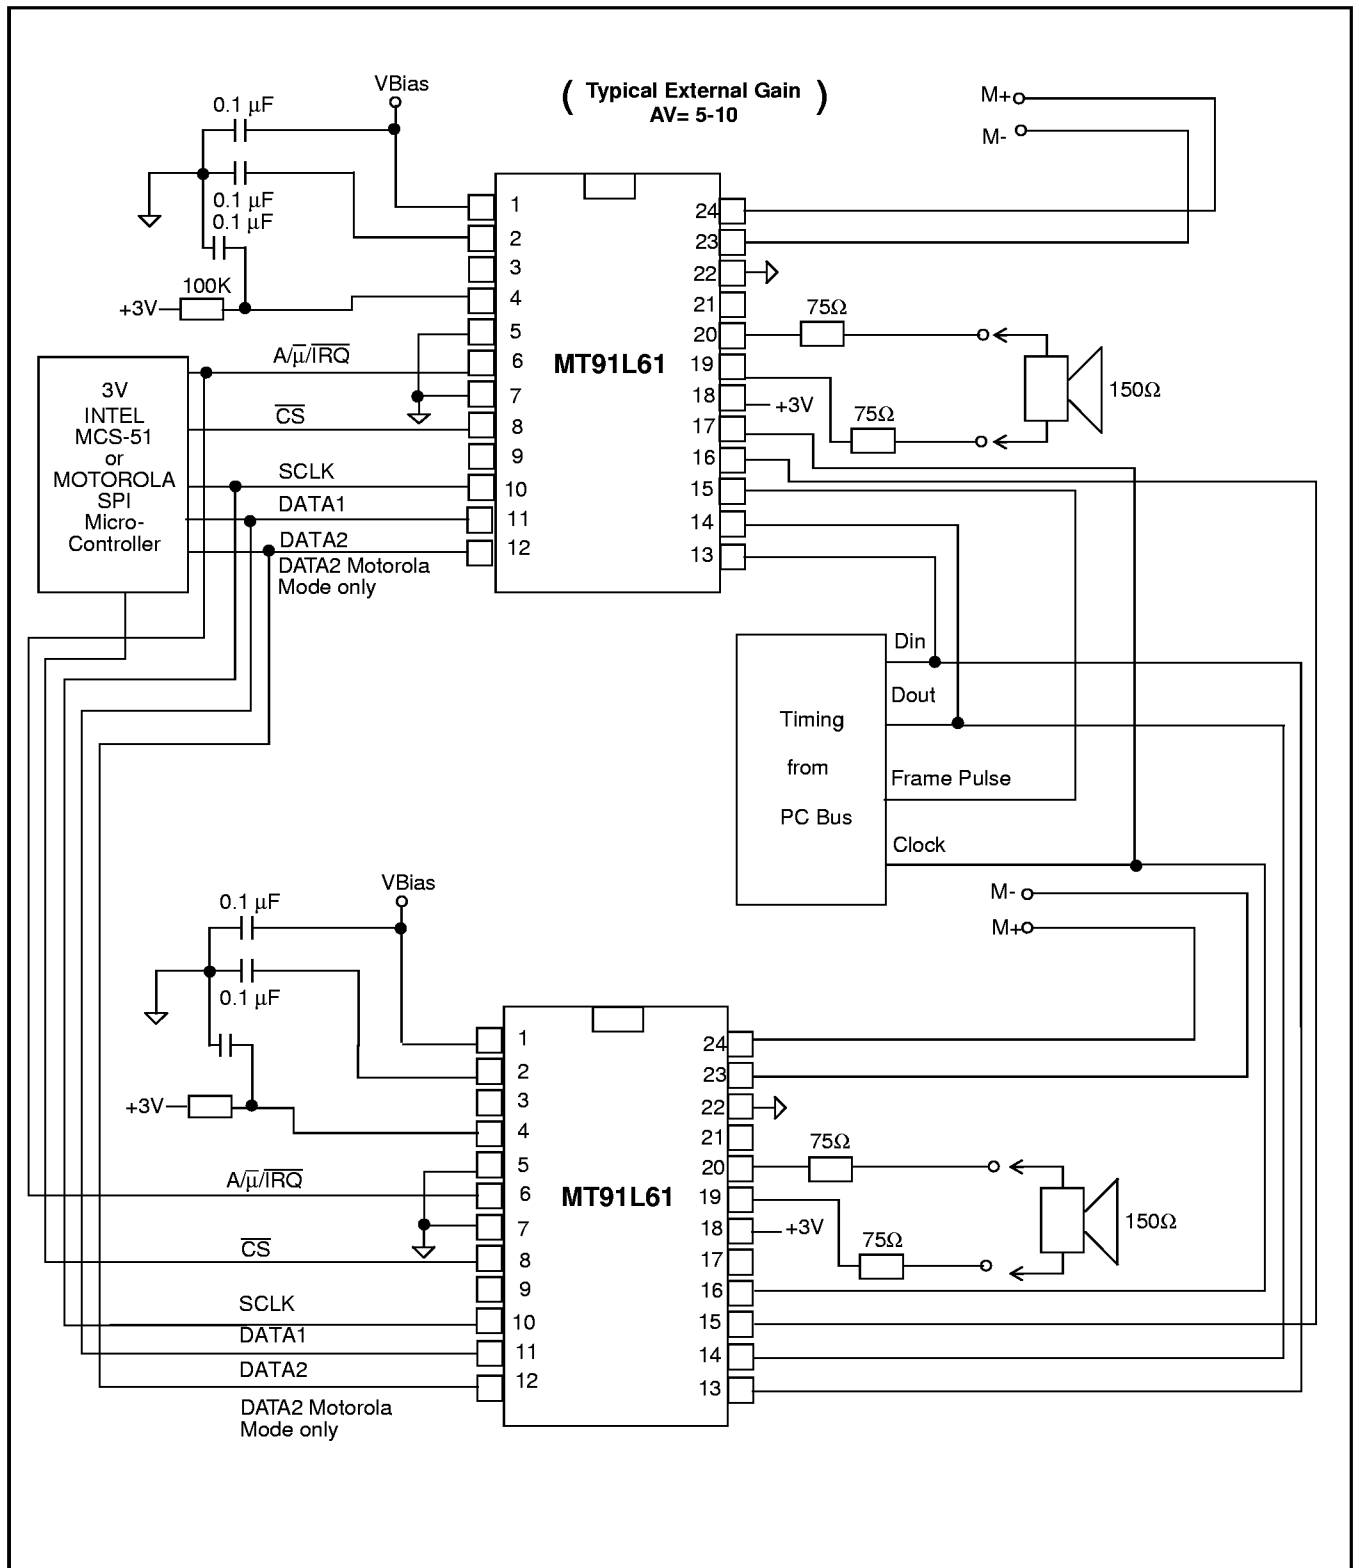 VBias
0.1 µF
( Typical External Gain )
AV= 5-10
M+
M-
0.1 µF
0.1 µF
100K
+3V
1
2
3
4
5
6
7
8
9
10
11
12
24
23
22
21
20
19
18
17
16
15
14
13
MT91L61
+3V
75Ω
75Ω
150Ω
A/μ̅/I̅R̅Q̅
C̅S̅
SCLK
DATA1
DATA2
DATA2 Motorola
Mode only
3V
INTEL
MCS-51
or
MOTOROLA
SPI
Micro-
Controller
Timing
from
PC Bus
Din
Dout
Frame Pulse
Clock
M-
M+
VBias
0.1 µF
0.1 µF
+3V
1
2
3
4
5
6
7
8
9
10
11
12
24
23
22
21
20
19
18
17
16
15
14
13
MT91L61
+3V
75Ω
75Ω
150Ω
A/μ̅/I̅R̅Q̅
C̅S̅
SCLK
DATA1
DATA2
DATA2 Motorola
Mode only